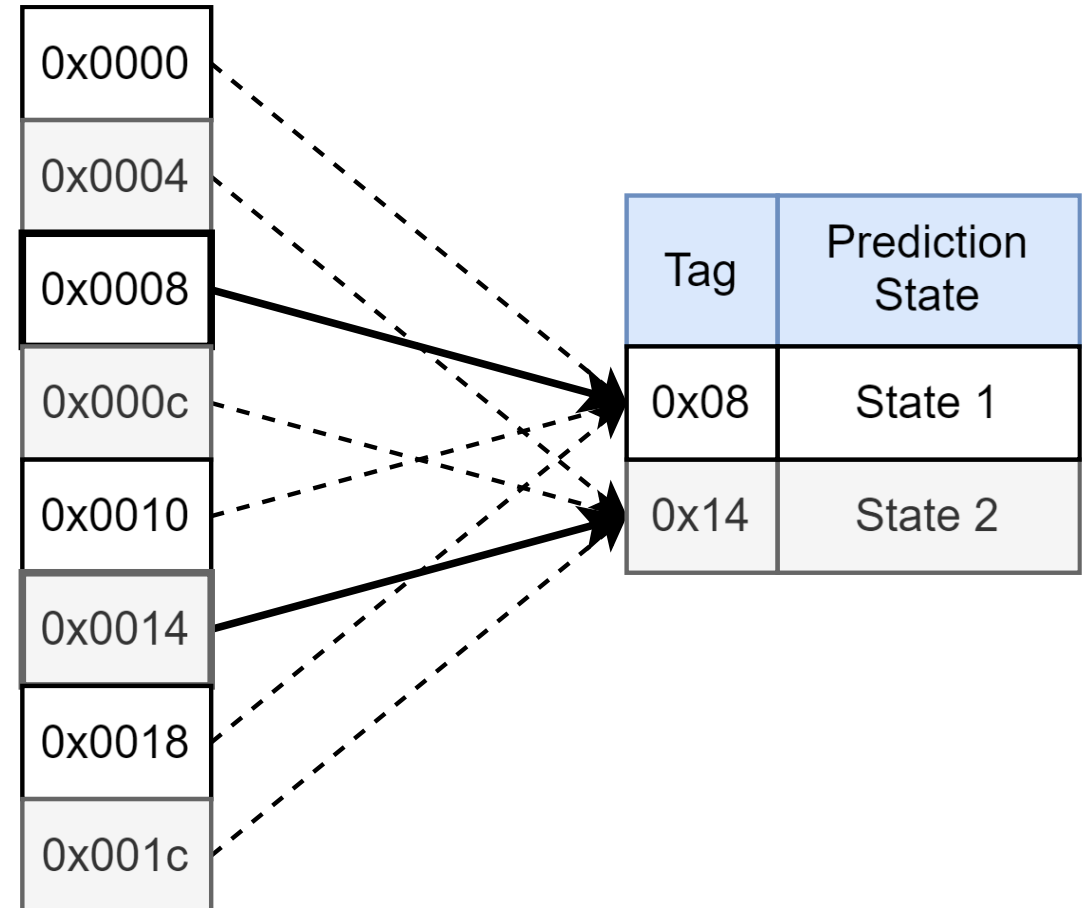 0x0000
0x0004
0x0008
0x000c
0x0010
0x0014
0x0018
0x001c
Tag
Prediction
State
0x08
State 1
0x14
State 2